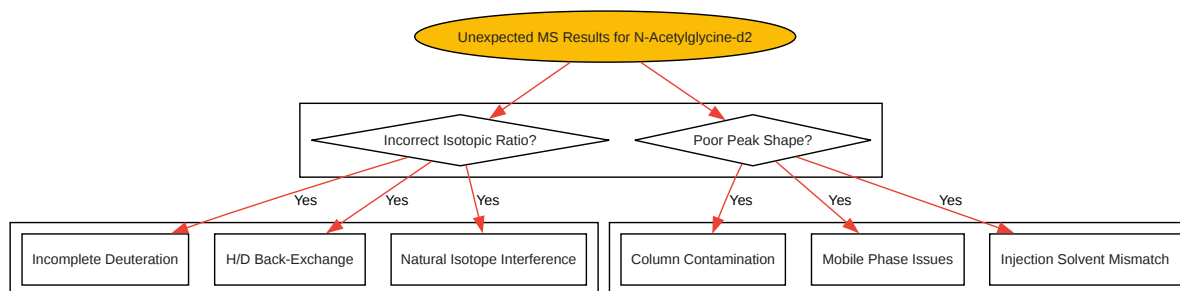 Unexpected MS Results for N-Acetylglycine-d2
Incorrect Isotopic Ratio?
Poor Peak Shape?
Yes
Yes
Yes
Yes
Yes
Yes
Incomplete Deuteration
H/D Back-Exchange
Natural Isotope Interference
Column Contamination
Mobile Phase Issues
Injection Solvent Mismatch